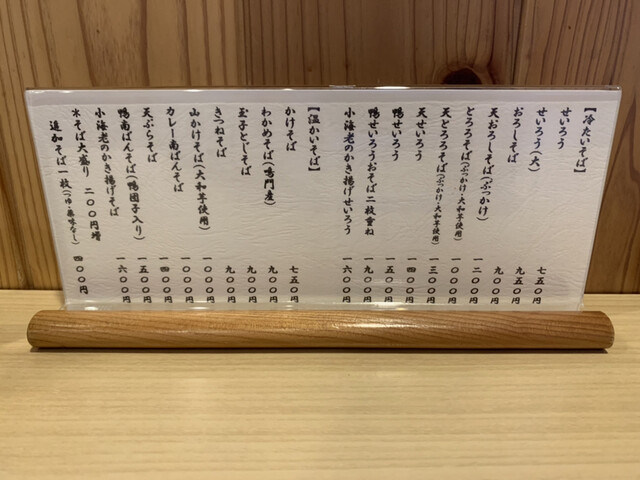 【冷たいそば】
せいろう 七五〇円
せいろう(大) 九五〇円
おろしそば 九〇〇円
天おろしそば(ぶっかけ) 一二〇〇円
とろろそば(ぶっかけ・大和芋使用) 一〇〇〇円
天とろろそば(ぶっかけ・大和芋使用) 一三〇〇円
天せいろう 一四〇〇円
鴨せいろう 一五〇〇円
鴨せいろうおそば二枚重ね 一九〇〇円
小海老のかき揚げせいろう 一六〇〇円
【温かいそば】
かけそば 七五〇円
わかめそば(鳴門産) 九〇〇円
玉子とじそば 九〇〇円
きつねそば 九〇〇円
山かけそば(大和芋使用) 一〇〇〇円
カレー南ばんそば 一〇〇〇円
天ぷらそば 一四〇〇円
鴨南ばんそば(鴨団子入り) 一五〇〇円
小海老のかき揚げそば 一六〇〇円
*そば大盛り 二〇〇円増
追加そば一枚(つゆ・薬味なし) 四〇〇円